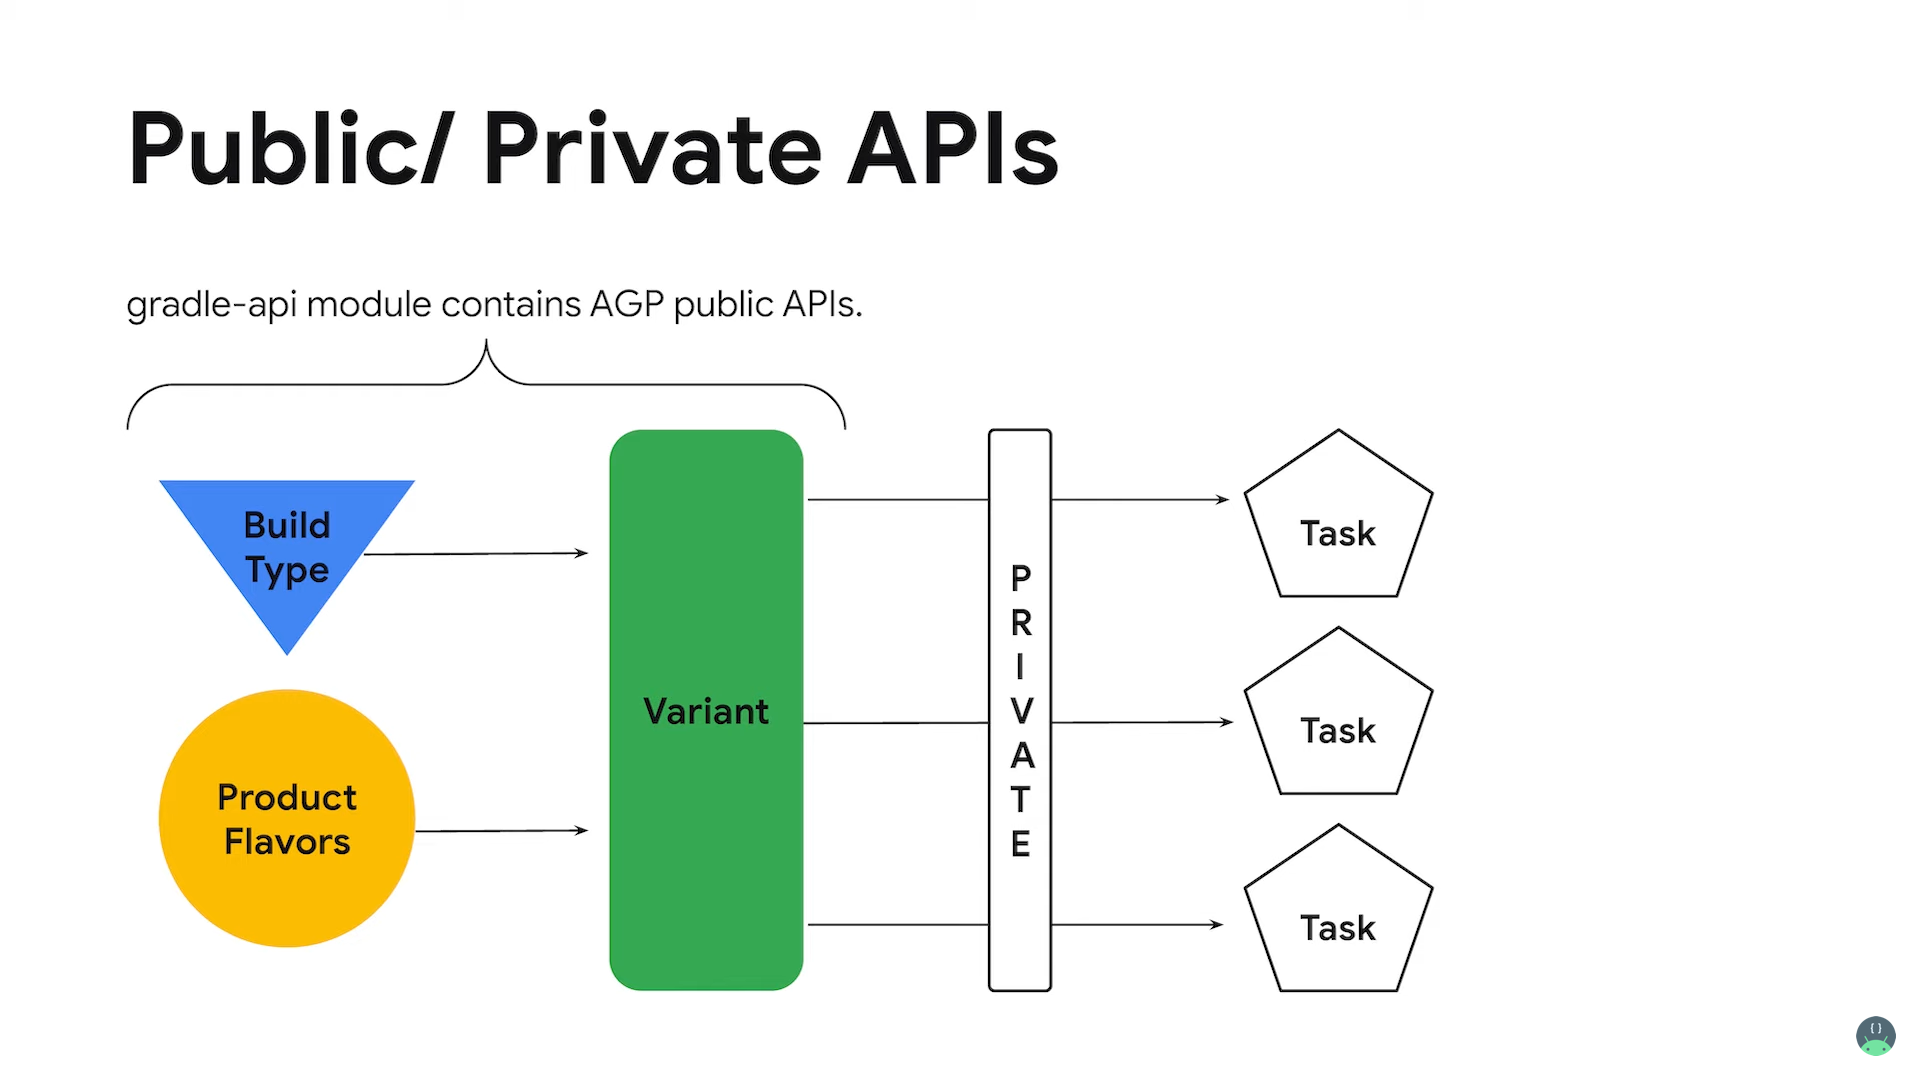 Public/ Private APIs
gradle-api module contains AGP public APIs.
Build
Type
Product
Flavors
Variant
P
R
I
V
A
T
E
Task
Task
Task
{}